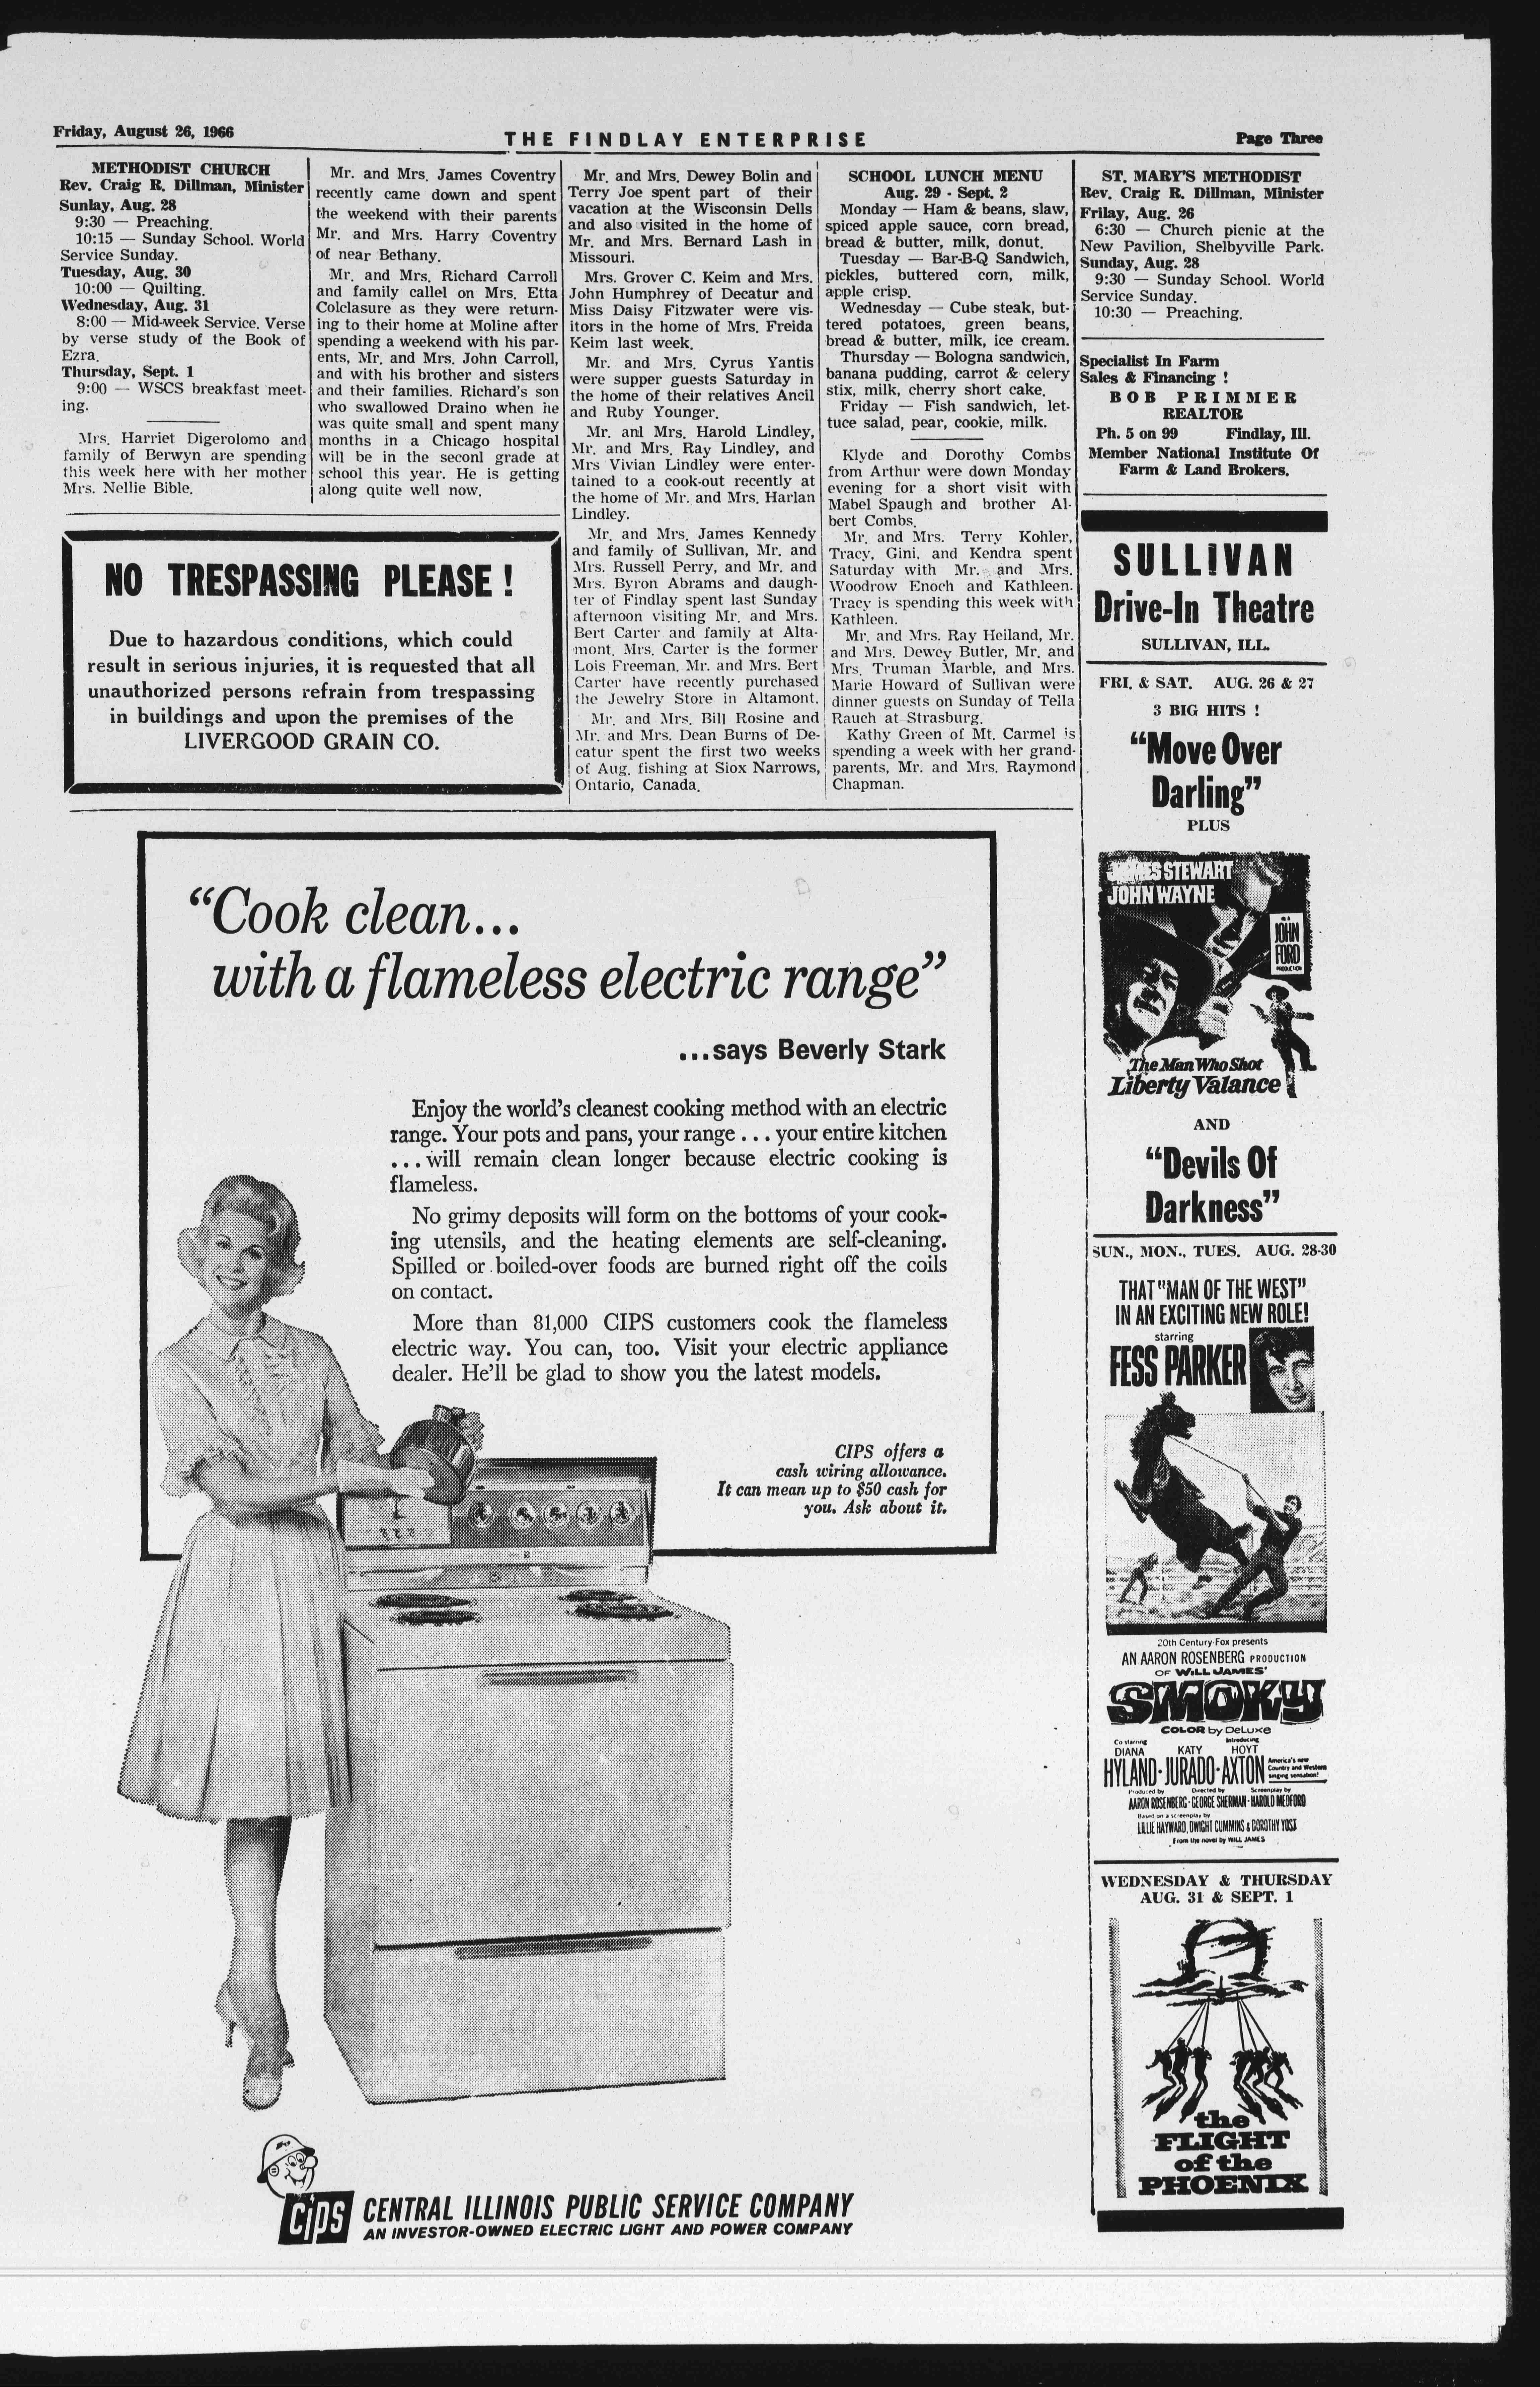 Friday, August 26, 1966
THE FINDLAY ENTERPRISE
Page Three
METHODIST CHURCH
Rev. Craig R. Dillman, Minister
Sunlay, Aug. 28
9:30 — Preaching.
10:15 — Sunday School. World
Service Sunday.
Tuesday, Aug. 30
10:00 — Quilting.
Wednesday, Aug. 31
8:00 — Mid-week Service. Verse
by verse study of the Book of
Ezra.
Thursday, Sept. 1
9:00 — WSCS breakfast meet-
ing.
Mrs. Harriet Digerolomo and
family of Berwyn are spending
this week here with her mother
Mrs. Nellie Bible.
Mr. and Mrs. James Coventry
recently came down and spent
the weekend with their parents
Mr. and Mrs. Harry Coventry
of near Bethany.
Mr. and Mrs. Richard Carroll
and family callel on Mrs. Etta
Colclasure as they were return-
ing to their home at Moline after
spending a weekend with his par-
ents, Mr. and Mrs. John Carroll,
and with his brother and sisters
and their families. Richard's son
who swallowed Draino when he
was quite small and spent many
months in a Chicago hospital
will be in the seconl grade at
school this year. He is getting
along quite well now.
NO TRESPASSING PLEASE !
Due to hazardous conditions, which could
result in serious injuries, it is requested that all
unauthorized persons refrain from trespassing
in buildings and upon the premises of the
LIVERGOOD GRAIN CO.
Mr. and Mrs. Dewey Bolin and
Terry Joe spent part of their
vacation at the Wisconsin Dells
and also visited in the home of
Mr. and Mrs. Bernard Lash in
Missouri.
Mrs. Grover C. Keim and Mrs.
John Humphrey of Decatur and
Miss Daisy Fitzwater were vis-
itors in the home of Mrs. Freida
Keim last week.
Mr. and Mrs. Cyrus Yantis
were supper guests Saturday in
the home of their relatives Ancil
and Ruby Younger.
Mr. anl Mrs. Harold Lindley,
Mr. and Mrs. Ray Lindley, and
Mrs Vivian Lindley were enter-
tained to a cook-out recently at
the home of Mr. and Mrs. Harlan
Lindley.
Mr. and Mrs. James Kennedy
and family of Sullivan, Mr. and
Mrs. Russell Perry, and Mr. and
Mrs. Byron Abrams and daugh-
ter of Findlay spent last Sunday
afternoon visiting Mr. and Mrs.
Bert Carter and family at Alta-
mont. Mrs. Carter is the former
Lois Freeman. Mr. and Mrs. Bert
Carter have recently purchased
the Jewelry Store in Altamont.
Mr. and Mrs. Bill Rosine and
Mr. and Mrs. Dean Burns of De-
catur spent the first two weeks
of Aug. fishing at Siox Narrows,
Ontario, Canada.
SCHOOL LUNCH MENU
Aug. 29 - Sept. 2
Monday — Ham & beans, slaw,
spiced apple sauce, corn bread,
bread & butter, milk, donut.
Tuesday — Bar-B-Q Sandwich,
pickles, buttered corn, milk,
apple crisp.
Wednesday — Cube steak, but-
tered potatoes, green beans,
bread & butter, milk, ice cream.
Thursday — Bologna sandwich,
banana pudding, carrot & celery
stix, milk, cherry short cake.
Friday — Fish sandwich, let-
tuce salad, pear, cookie, milk.
Klyde and Dorothy Combs
from Arthur were down Monday
evening for a short visit with
Mabel Spaugh and brother Al-
bert Combs.
Mr. and Mrs. Terry Kohler,
Tracy, Gini, and Kendra spent
Saturday with Mr. and Mrs.
Woodrow Enoch and Kathleen.
Tracy is spending this week with
Kathleen.
Mr. and Mrs. Ray Heiland, Mr.
and Mrs. Dewey Butler, Mr. and
Mrs. Truman Marble, and Mrs.
Marie Howard of Sullivan were
dinner guests on Sunday of Tella
Rauch at Strasburg.
Kathy Green of Mt. Carmel is
spending a week with her grand-
parents, Mr. and Mrs. Raymond
Chapman.
ST. MARY'S METHODIST
Rev. Craig R. Dillman, Minister
Frilay, Aug. 26
6:30 — Church picnic at the
New Pavilion, Shelbyville Park.
Sunday, Aug. 28
9:30 — Sunday School. World
Service Sunday.
10:30 — Preaching.
Specialist In Farm
Sales & Financing !
BOB PRIMMER
REALTOR
Ph. 5 on 99 Findlay, Ill.
Member National Institute Of
Farm & Land Brokers.
SULLIVAN
Drive-In Theatre
SULLIVAN, ILL.
FRI. & SAT. AUG. 26 & 27
3 BIG HITS !
"Move Over
Darling"
PLUS
JAMES STEWART
JOHN WAYNE
IN A
JOHN
FORD
PRODUCTION
The Man Who Shot
Liberty Valance
AND
"Devils Of
Darkness"
SUN., MON., TUES. AUG. 28-30
THAT "MAN OF THE WEST"
IN AN EXCITING NEW ROLE!
starring
FESS PARKER
20th Century-Fox presents
AN AARON ROSENBERG PRODUCTION
OF WILL JAMES'
SMOKY
COLOR by DeLuxe
Co starring Introducing
DIANA KATY HOYT
HYLAND · JURADO · AXTON
America's new
Country and Western
singing sensation!
Produced by Directed by Screenplay by
AARON ROSENBERG · GEORGE SHERMAN · HAROLD MEDFORD
Based on a screenplay by
LILLIE HAYWARD, DWIGHT CUMMINS & DOROTHY YOST
From the novel by WILL JAMES
WEDNESDAY & THURSDAY
AUG. 31 & SEPT. 1
the
FLIGHT
of the
PHOENIX
"Cook clean...
with a flameless electric range"
...says Beverly Stark
Enjoy the world's cleanest cooking method with an electric
range. Your pots and pans, your range . . . your entire kitchen
. . . will remain clean longer because electric cooking is
flameless.
No grimy deposits will form on the bottoms of your cook-
ing utensils, and the heating elements are self-cleaning.
Spilled or boiled-over foods are burned right off the coils
on contact.
More than 81,000 CIPS customers cook the flameless
electric way. You can, too. Visit your electric appliance
dealer. He'll be glad to show you the latest models.
CIPS offers a
cash wiring allowance.
It can mean up to $50 cash for
you. Ask about it.
CIPS
CENTRAL ILLINOIS PUBLIC SERVICE COMPANY
AN INVESTOR-OWNED ELECTRIC LIGHT AND POWER COMPANY